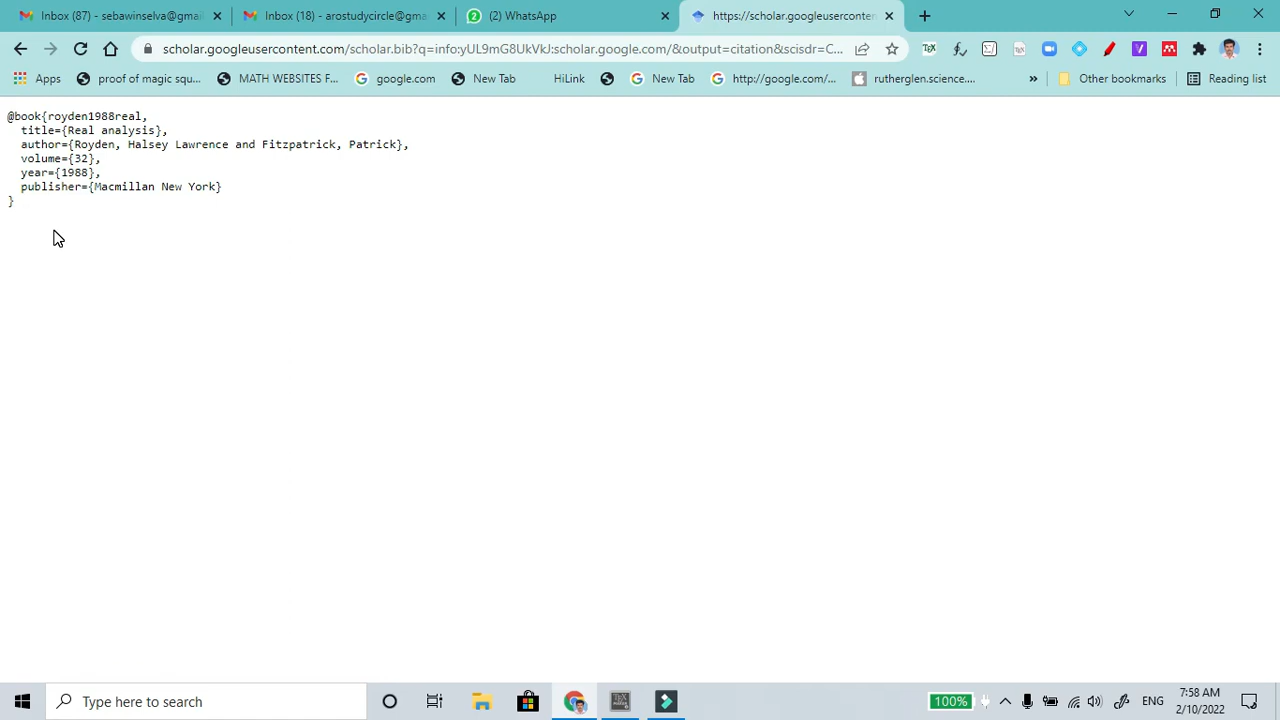 Inbox (87) - sebawinselva@gmai
Inbox (18) - arostudycircle@gma
(2) WhatsApp
https://scholar.googleuserconten
scholar.googleusercontent.com/scholar.bib?q=info:yUL9mG8UkVkJ:scholar.google.com/&output=citation&scisdr=C...
Apps
proof of magic squ...
MATH WEBSITES F...
google.com
New Tab
HiLink
New Tab
http://google.com/...
rutherglen.science....
»
Other bookmarks
Reading list
@book{royden1988real,
title={Real analysis},
author={Royden, Halsey Lawrence and Fitzpatrick, Patrick},
volume={32},
year={1988},
publisher={Macmillan New York}
}
Type here to search
100%
ENG
7:58 AM
2/10/2022